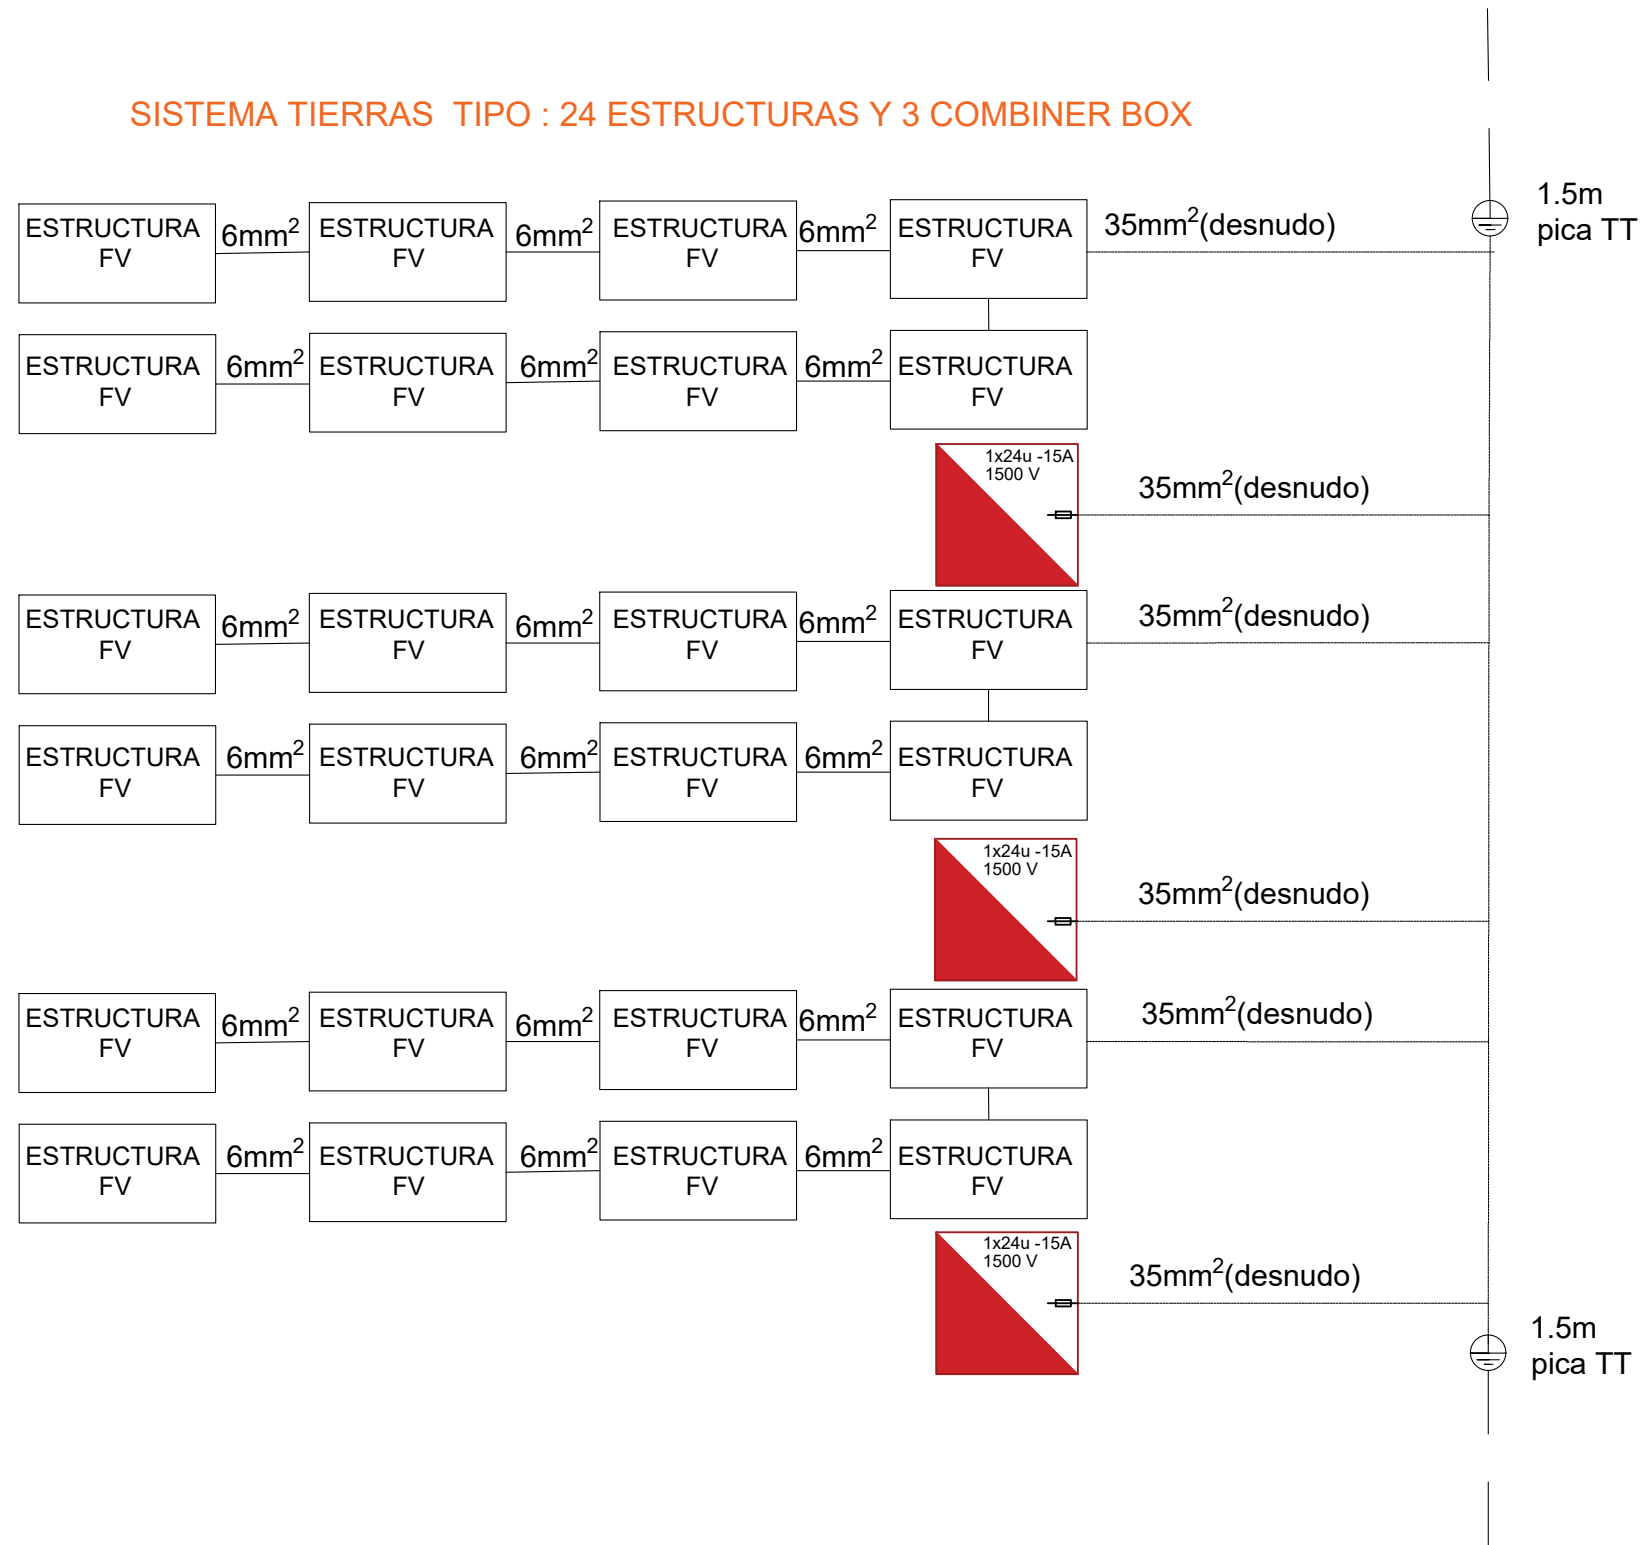 SISTEMA TIERRAS  TIPO : 24 ESTRUCTURAS Y 3 COMBINER BOX
1.5m
pica TT
ESTRUCTURA
FV
6mm²
ESTRUCTURA
FV
6mm²
ESTRUCTURA
FV
6mm²
ESTRUCTURA
FV
35mm²(desnudo)
ESTRUCTURA
FV
6mm²
ESTRUCTURA
FV
6mm²
ESTRUCTURA
FV
6mm²
ESTRUCTURA
FV
1x24u -15A
1500 V
35mm²(desnudo)
ESTRUCTURA
FV
6mm²
ESTRUCTURA
FV
6mm²
ESTRUCTURA
FV
6mm²
ESTRUCTURA
FV
35mm²(desnudo)
ESTRUCTURA
FV
6mm²
ESTRUCTURA
FV
6mm²
ESTRUCTURA
FV
6mm²
ESTRUCTURA
FV
1x24u -15A
1500 V
35mm²(desnudo)
ESTRUCTURA
FV
6mm²
ESTRUCTURA
FV
6mm²
ESTRUCTURA
FV
6mm²
ESTRUCTURA
FV
35mm²(desnudo)
ESTRUCTURA
FV
6mm²
ESTRUCTURA
FV
6mm²
ESTRUCTURA
FV
6mm²
ESTRUCTURA
FV
1x24u -15A
1500 V
35mm²(desnudo)
1.5m
pica TT